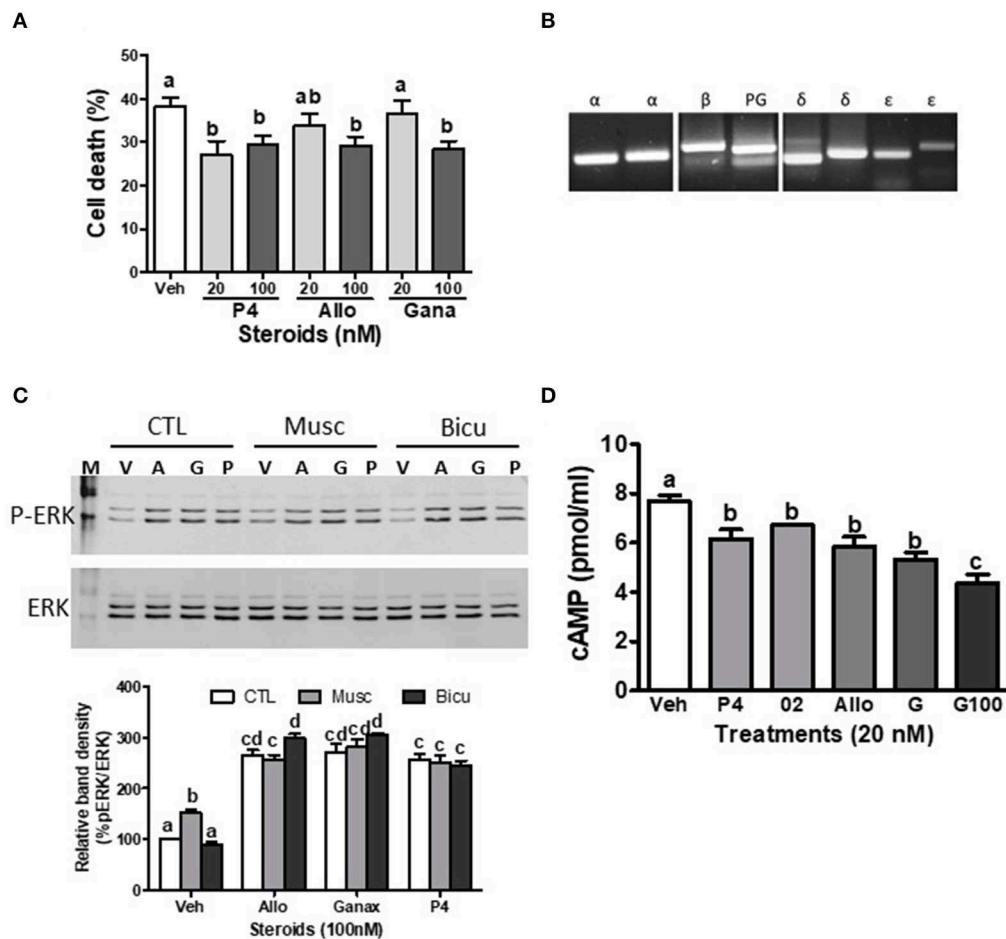 A
Cell death (%)
50
40
30
20
10
0
a
b
b
ab
b
a
b
Veh
20
100
20
100
20
100
P4
Allo
Gana
Steroids (nM)
B
α α β PG δ δ ε ε
C
CTL Musc Bicu
M V A G P V A G P V A G P
P-ERK
ERK
Relative band density
(%pERK/ERK)
400
300
200
100
0
CTL Musc Bicu
a b a
cd c d
cd cd d
c c c
Veh Allo Ganax P4
Steroids (100nM)
D
cAMP (pmol/ml)
10
8
6
4
2
0
a b b b b c
Veh P4 02 Allo G G100
Treatments (20 nM)